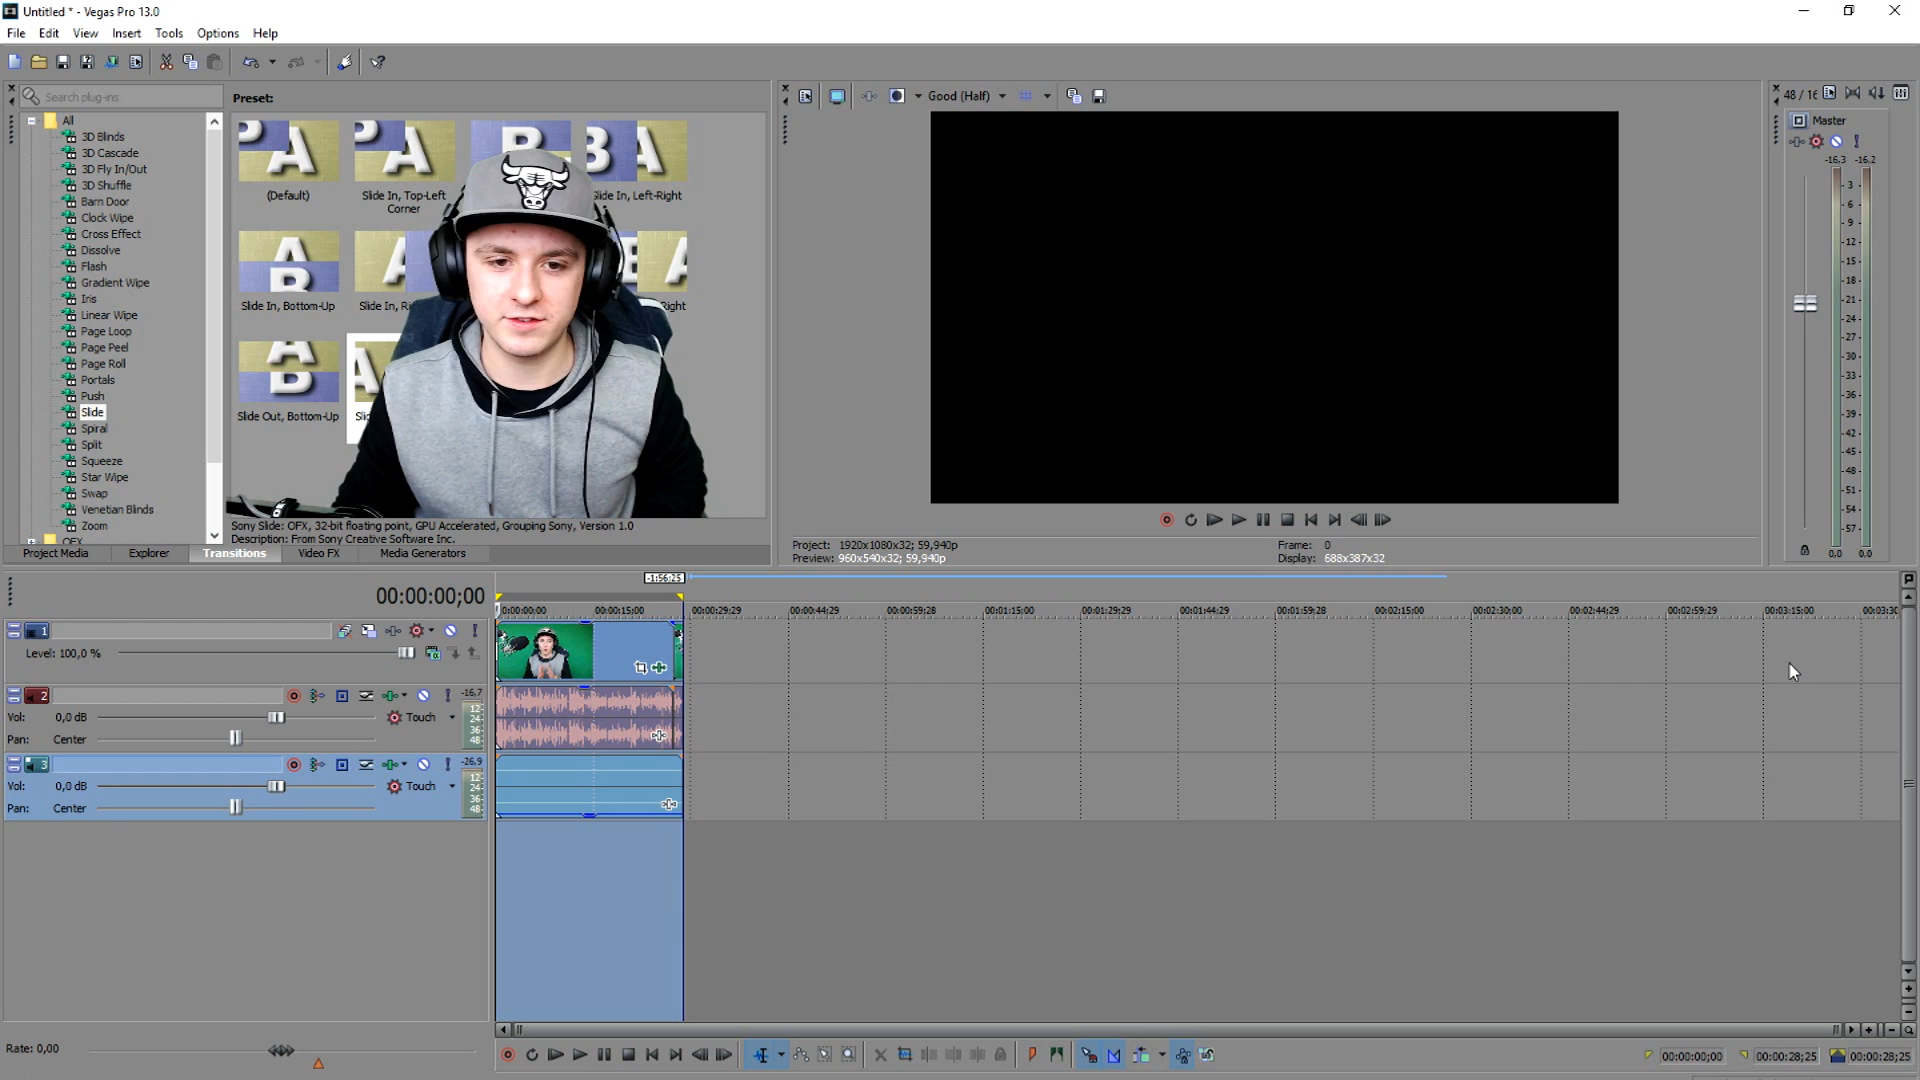 Untitled * - Vegas Pro 13.0
File Edit View Insert Tools Options Help
Search plug-ins
Preset:
All
3D Blinds
3D Cascade
3D Fly In/Out
3D Shuffle
Barn Door
Clock Wipe
Cross Effect
Dissolve
Flash
Gradient Wipe
Iris
Linear Wipe
Page Loop
Page Peel
Page Roll
Portals
Push
Slide
Spiral
Split
Squeeze
Star Wipe
Swap
Venetian Blinds
Zoom
OFX
(Default)
Slide In, Top-Left Corner
Slide In, Left-Right
Slide In, Bottom-Up
Slide In,
Right
Slide Out, Bottom-Up
Sony Slide: OFX, 32-bit floating point, GPU Accelerated, Grouping Sony, Version 1.0
Description: From Sony Creative Software Inc.
Project Media Explorer Transitions Video FX Media Generators
Good (Half)
Project: 1920x1080x32; 59,940p
Preview: 960x540x32; 59,940p
Frame: 0
Display: 688x387x32
48 / 16
Master
-16,3 -16,2
3
6
9
-12-
-15-
-18-
-21-
-24-
-27-
-30-
-33-
-36-
-39-
-42-
-45-
-48-
-51-
-54-
-57-
0,0 0,0
-1:56:25
00:00:00;00
0:00:00:00 00:00:15:00 00:00:29;29 00:00:44;29 00:00:59;28 00:01:15:00 00:01:29;29 00:01:44;29 00:01:59;28 00:02:15:00 00:02:30:00 00:02:44;29 00:02:59;29 00:03:15:00 00:03:30
1
Level: 100,0 %
2
-16,7
Vol: 0,0 dB Touch
Pan: Center
12
24
36
48
3
-26,9
Vol: 0,0 dB Touch
Pan: Center
12
24
36
48
Rate: 0,00
00:00:00;00 00:00:28;25 00:00:28;25